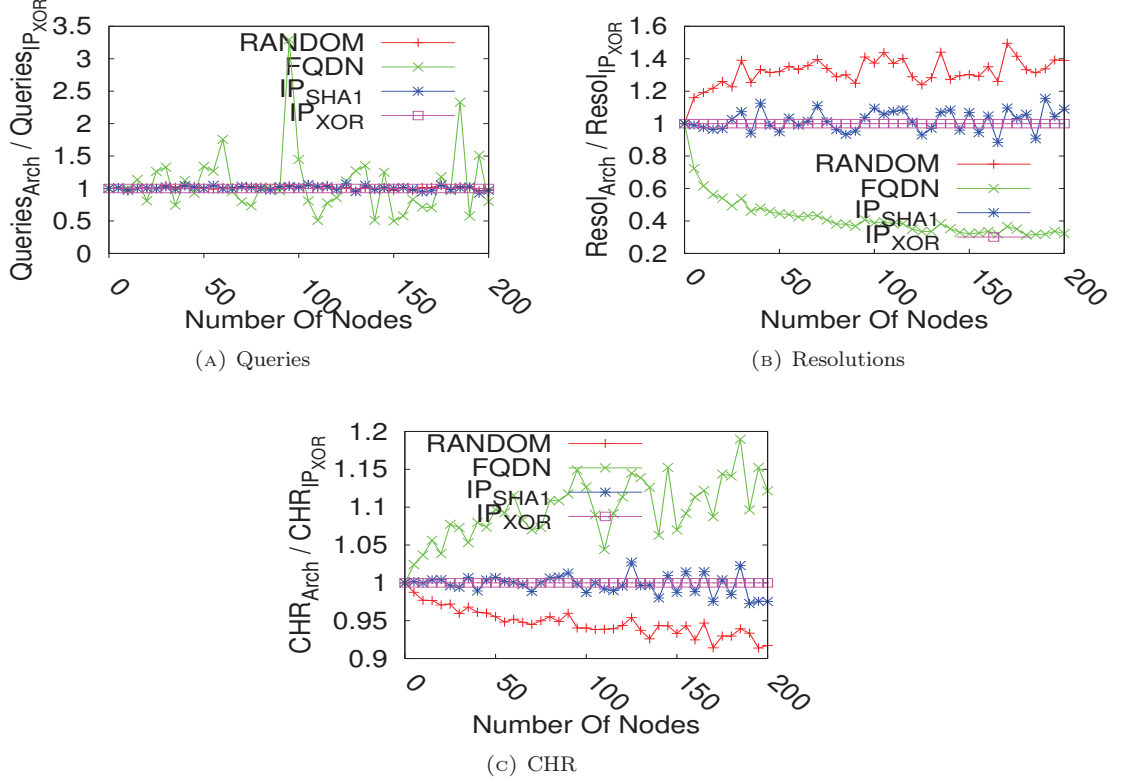 Queries_Arch / Queries_IP_XOR
3.5
3
2.5
2
1.5
1
0.5
0
RANDOM
FQDN
IP_SHA1
IP_XOR
0
50
100
150
200
Number Of Nodes
(A) Queries
Resol_Arch / Resol_IP_XOR
1.6
1.4
1.2
1
0.8
0.6
0.4
0.2
RANDOM
FQDN
IP_SHA1
IP_XOR
0
50
100
150
200
Number Of Nodes
(B) Resolutions
CHR_Arch / CHR_IP_XOR
1.2
1.15
1.1
1.05
1
0.95
0.9
RANDOM
FQDN
IP_SHA1
IP_XOR
0
50
100
150
200
Number Of Nodes
(C) CHR